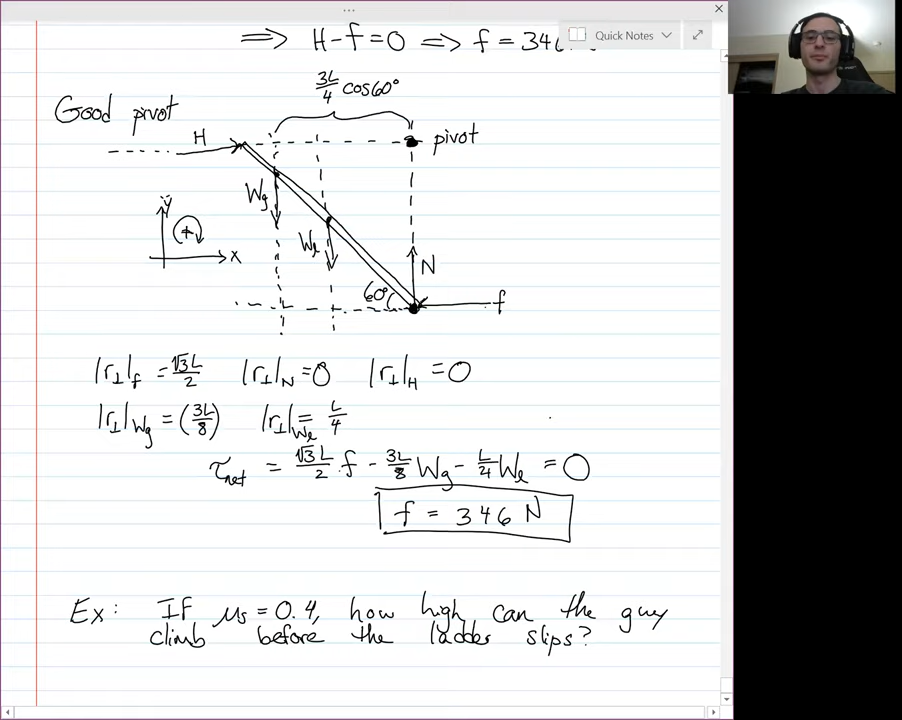 ⟹ H-f=0 ⟹ f=346
Quick Notes
3L/4 cos60°
Good pivot
H
pivot
Wg
y
+
Wl
x
N
60°
f
|r⊥|f = √3L/2 |r⊥|N = 0 |r⊥|H = 0
|r⊥|Wg = (3L/8) |r⊥|Wl = L/4
τnet = √3L/2 f - 3L/8 Wg - L/4 Wl = 0
f = 346 N
Ex: If μs = 0.4, how high can the guy
climb before the ladder slips?